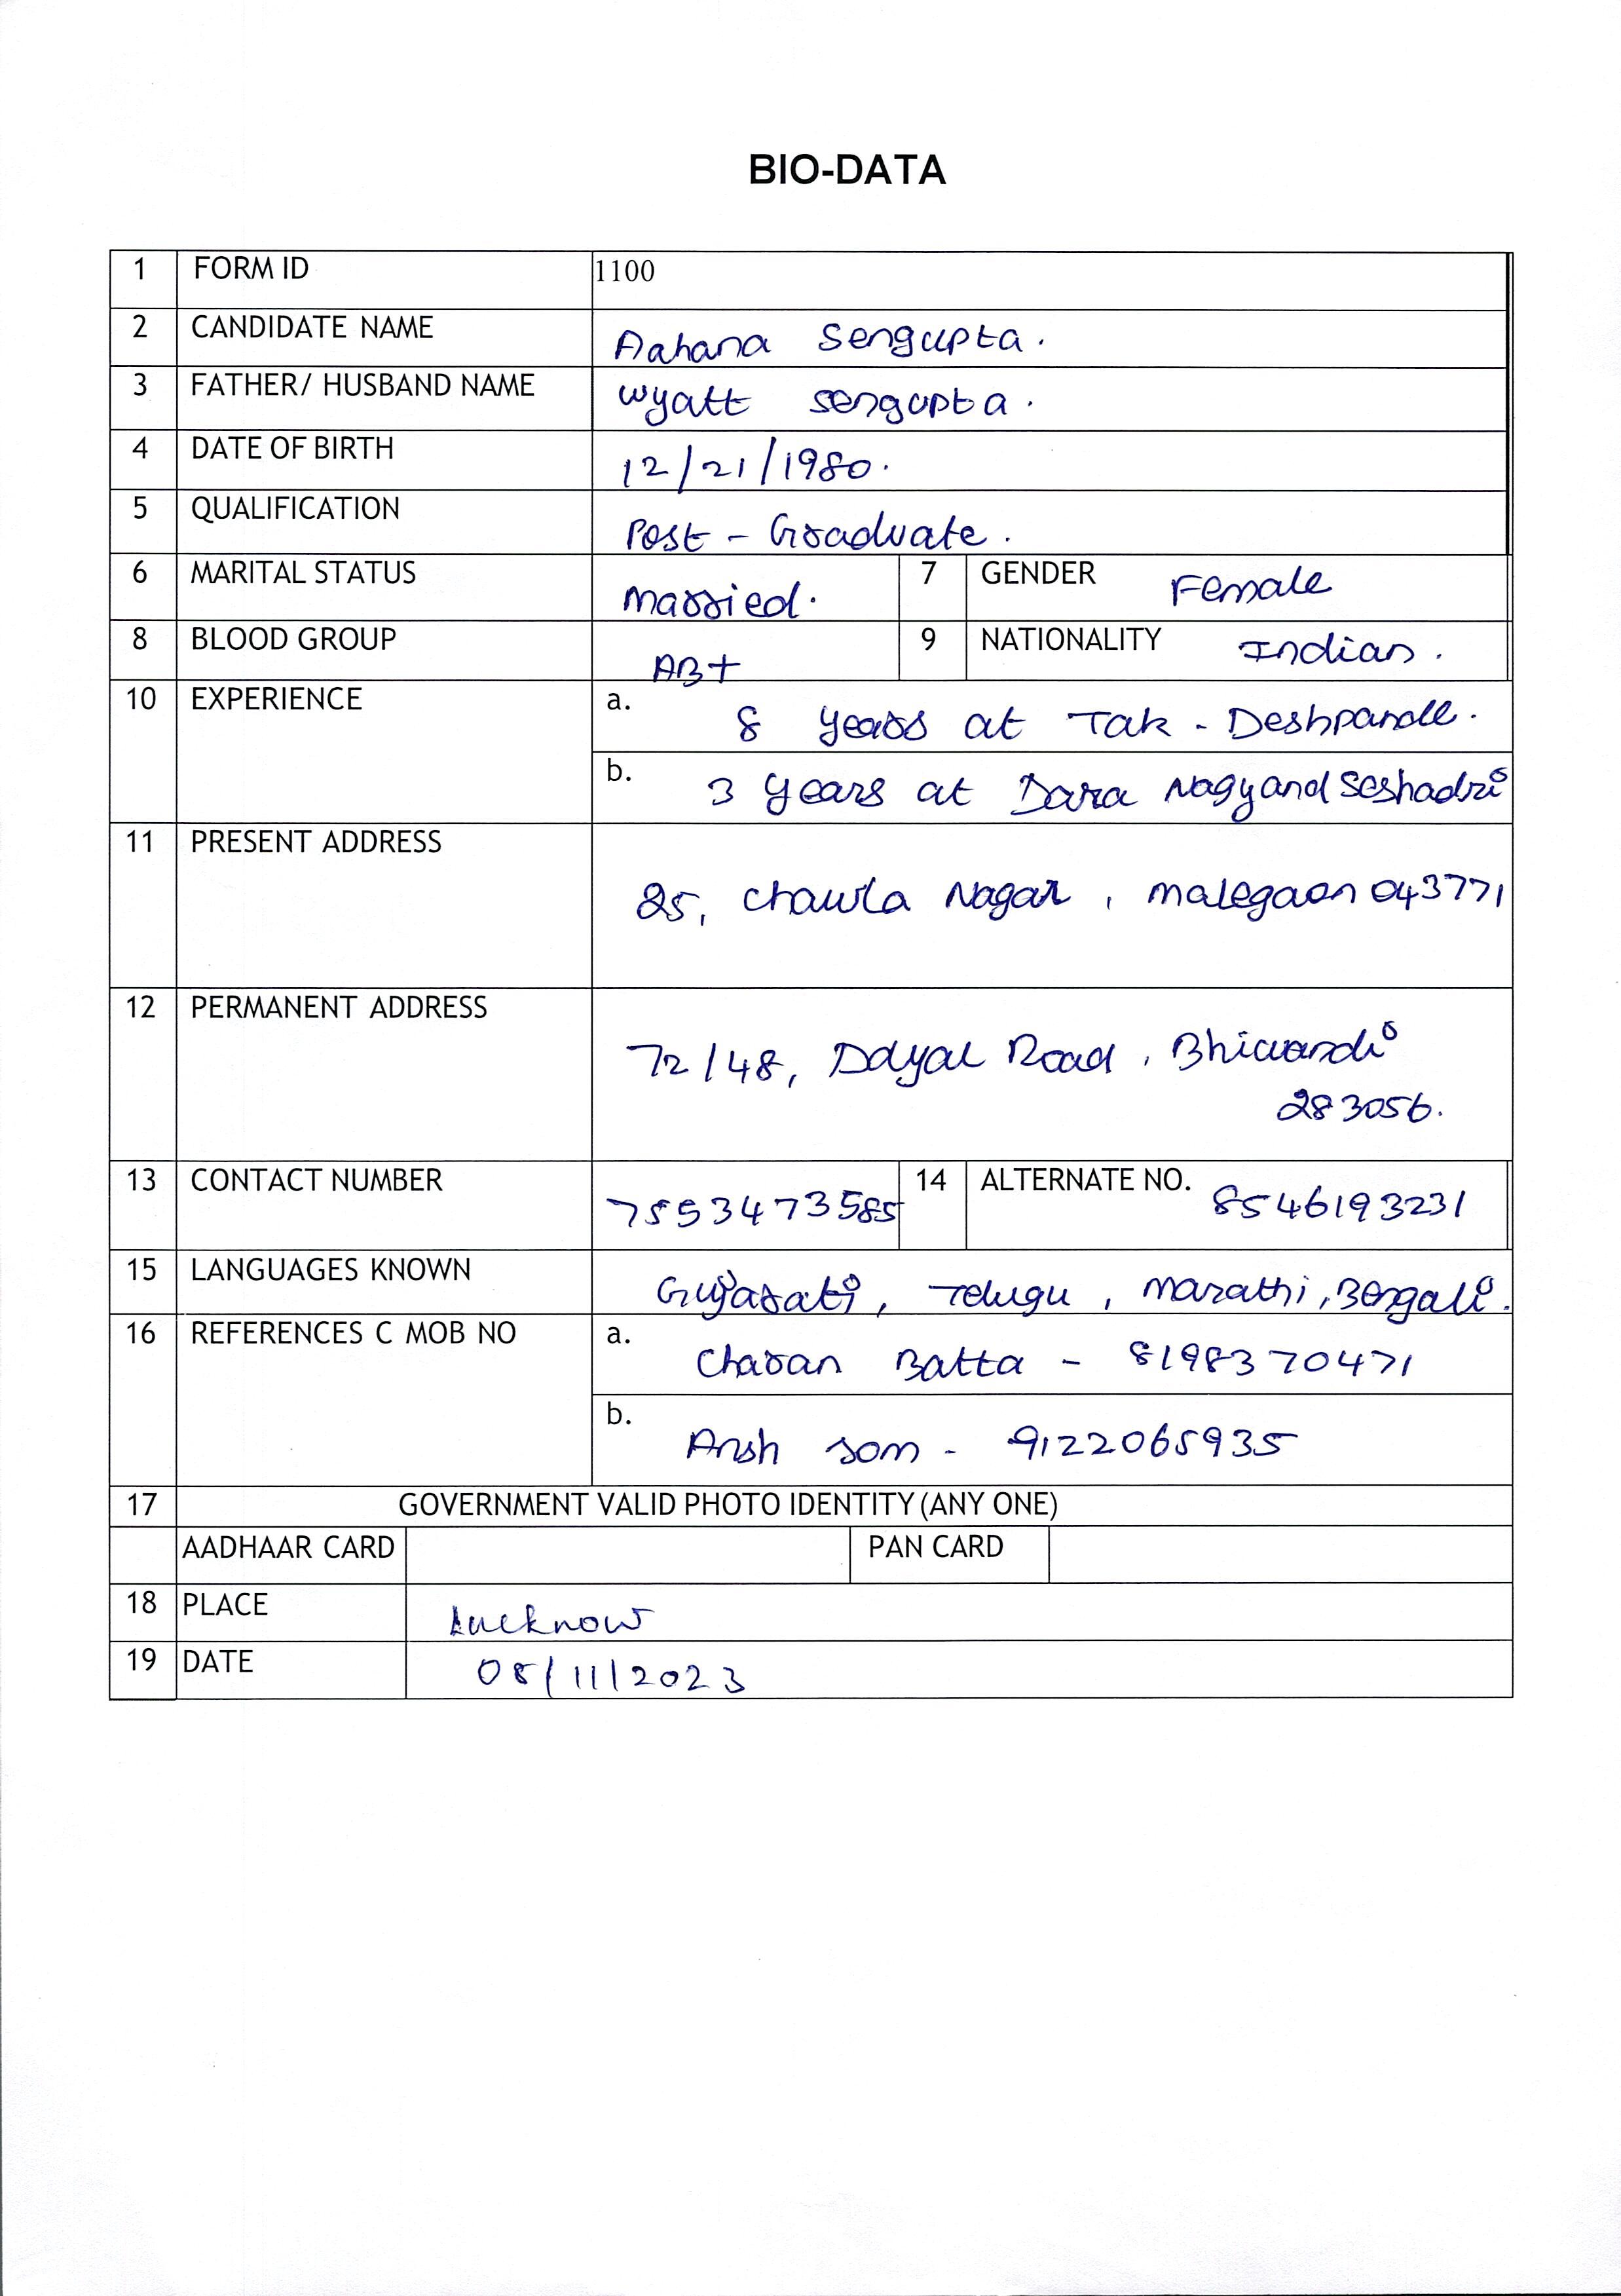 BIO-DATA
1 FORM ID 1100
2 CANDIDATE NAME Aahana Sengupta.
3 FATHER/ HUSBAND NAME Wyatt Sengupta.
4 DATE OF BIRTH 12/21/1980.
5 QUALIFICATION Post - Graduate.
6 MARITAL STATUS Married. 7 GENDER Female
8 BLOOD GROUP AB+ 9 NATIONALITY Indian.
10 EXPERIENCE a. 8 years at Tak - Deshpande.
b. 3 years at Dara Nagy and Seshadri
11 PRESENT ADDRESS
25, Chawla Nagar, Malegaon 043771
12 PERMANENT ADDRESS
72/48, Dayal Road, Bhiwandi
283056.
13 CONTACT NUMBER 7553473585 14 ALTERNATE NO. 8546193231
15 LANGUAGES KNOWN Gujarati, Telugu, Marathi, Bengali.
16 REFERENCES C MOB NO a. Charan Batta - 8198370471
b. Ansh Som - 9122065935
17 GOVERNMENT VALID PHOTO IDENTITY (ANY ONE)
AADHAAR CARD PAN CARD
18 PLACE Lucknow
19 DATE 08/11/2023